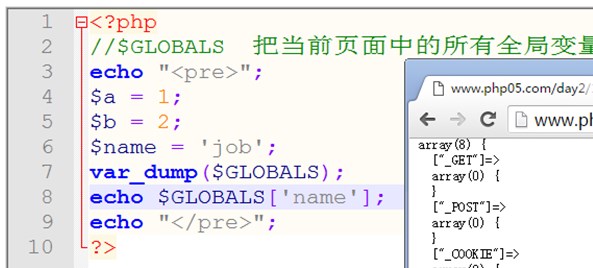 1 <?php
2 //$GLOBALS 把当前页面中的所有全局变量
3 echo "<pre>";
4 $a = 1;
5 $b = 2;
6 $name = 'job';
7 var_dump($GLOBALS);
8 echo $GLOBALS['name'];
9 echo "</pre>";
10 ?>
www.php05.com/day2/
www.ph
array(8) {
["_GET"]=>
array(0) {
}
["_POST"]=>
array(0) {
}
["_COOKIE"]=>